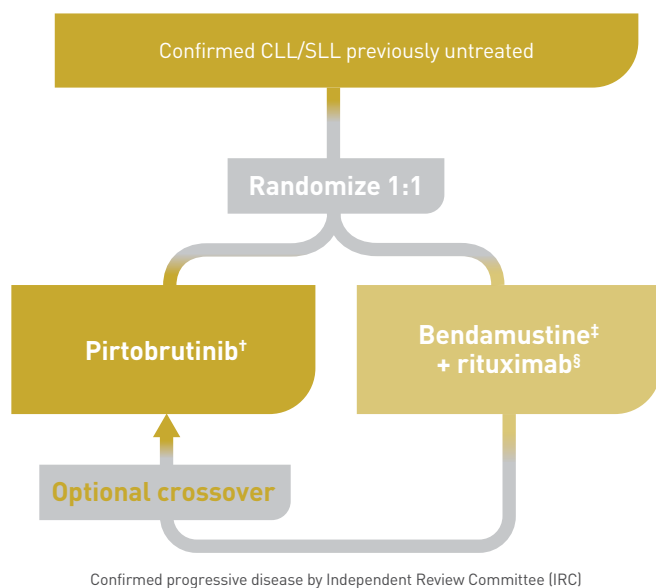 Confirmed CLL/SLL previously untreated
Randomize 1:1
Pirtobrutinib†
Bendamustine‡
+ rituximab§
Optional crossover
Confirmed progressive disease by Independent Review Committee (IRC)